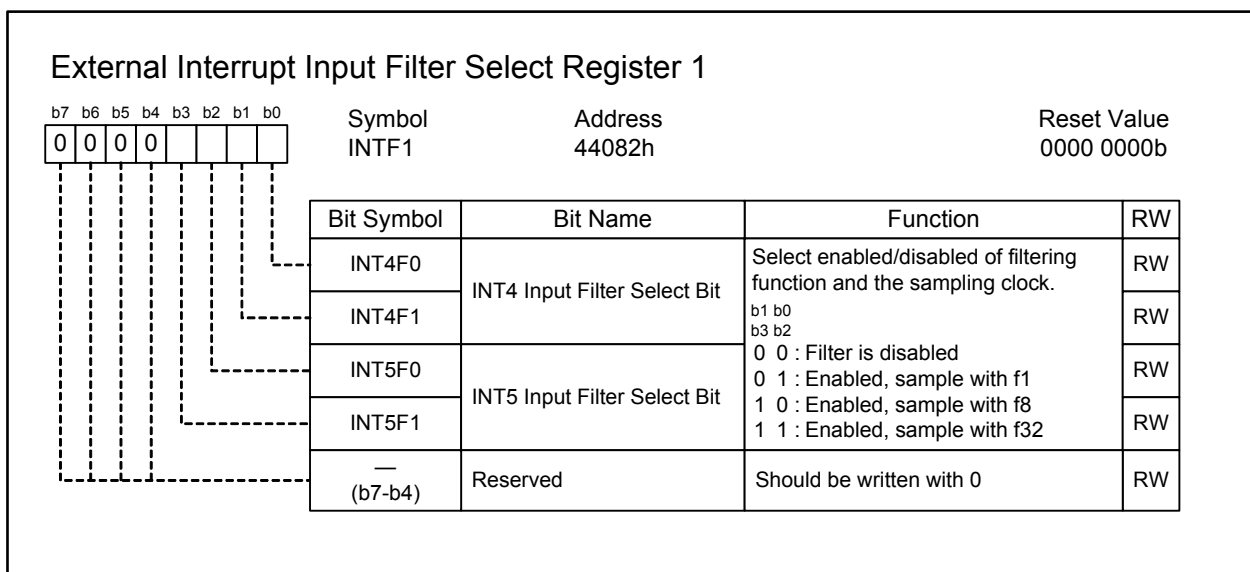 External Interrupt Input Filter Select Register 1
b7 b6 b5 b4 b3 b2 b1 b0
0 0 0 0
Symbol Address Reset Value
INTF1 44082h 0000 0000b
Bit Symbol Bit Name Function RW
INT4F0 RW
INT4F1 RW
INT4 Input Filter Select Bit
INT5F0 RW
INT5F1 RW
INT5 Input Filter Select Bit
Select enabled/disabled of filtering
function and the sampling clock.
b1 b0
b3 b2
0 0 : Filter is disabled
0 1 : Enabled, sample with f1
1 0 : Enabled, sample with f8
1 1 : Enabled, sample with f32
—
(b7-b4) Reserved Should be written with 0 RW